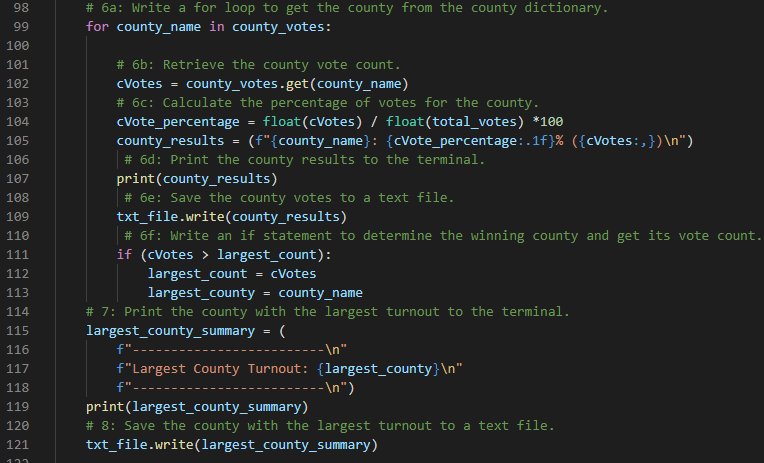 98 # 6a: Write a for loop to get the county from the county dictionary.
99 for county_name in county_votes:
100
101 # 6b: Retrieve the county vote count.
102 cVotes = county_votes.get(county_name)
103 # 6c: Calculate the percentage of votes for the county.
104 cVote_percentage = float(cVotes) / float(total_votes) *100
105 county_results = (f"{county_name}: {cVote_percentage:.1f}% ({cVotes:,})\n")
106 # 6d: Print the county results to the terminal.
107 print(county_results)
108 # 6e: Save the county votes to a text file.
109 txt_file.write(county_results)
110 # 6f: Write an if statement to determine the winning county and get its vote count.
111 if (cVotes > largest_count):
112 largest_count = cVotes
113 largest_county = county_name
114 # 7: Print the county with the largest turnout to the terminal.
115 largest_county_summary = (
116 f"-------------------------\n"
117 f"Largest County Turnout: {largest_county}\n"
118 f"-------------------------\n")
119 print(largest_county_summary)
120 # 8: Save the county with the largest turnout to a text file.
121 txt_file.write(largest_county_summary)